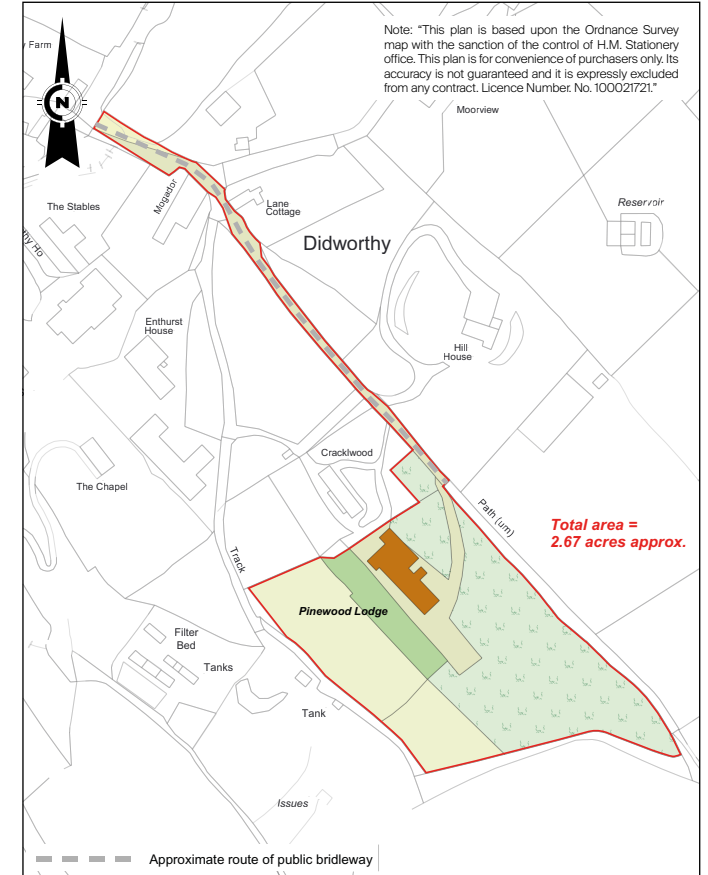 Note: “This plan is based upon the Ordnance Survey
map with the sanction of the control of H.M. Stationery
office. This plan is for convenience of purchasers only. Its
accuracy is not guaranteed and it is expressly excluded
from any contract. Licence Number. No. 100021721.”
Farm
N
Moorview
The Stables
Mogador
Lane
Cottage
Reservoir
Didworthy
Ho
Enthurst
House
Hill
House
Cracklwood
The Chapel
Path (um)
Total area =
2.67 acres approx.
Track
Pinewood Lodge
Filter
Bed
Tanks
Tank
Issues
Approximate route of public bridleway